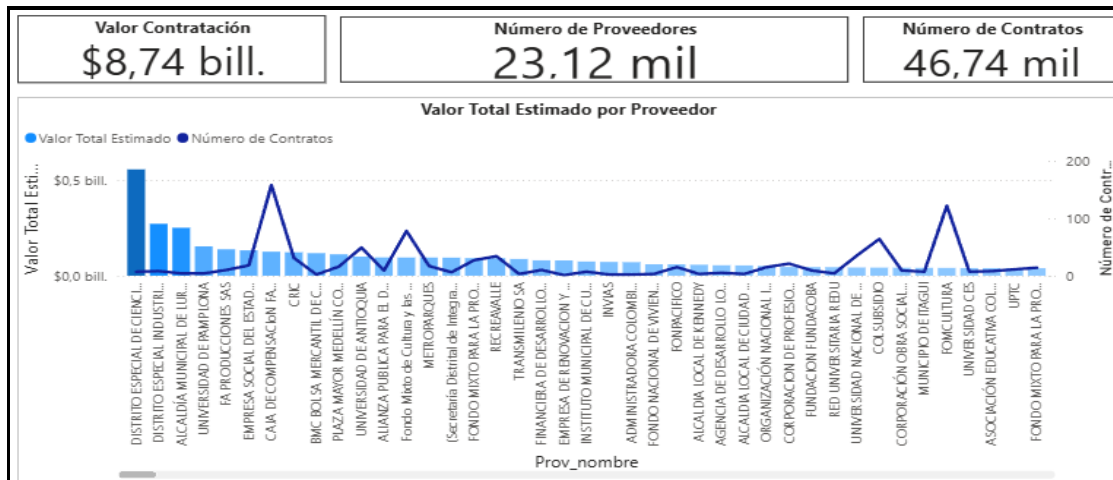 Valor Contratación
$8,74 bill.
Número de Proveedores
23,12 mil
Número de Contratos
46,74 mil
Valor Total Estimado por Proveedor
Valor Total Estimado
Número de Contratos
Valor Total Esti...
$0,5 bill.
$0,0 bill.
200
100
0
Número de Contr...
DISTRITO ESPECIAL DE CIENCI...
DISTRITO ESPECIAL INDUSTRI...
ALCALDÍA MUNICIPAL DE LUR...
UNIVERSIDAD DE PAMPLONA
FA PRODUCCIONES SAS
EMPRESA SOCIAL DEL ESTAD...
CAJA DE COMPENSACIoN FA...
CRIC
BMC BOLSA MERCANTIL DE C...
PLAZA MAYOR MEDELLÍN CO...
UNIVERSIDAD DE ANTIOQUIA
ALIANZA PUBLICA PARA EL D...
Fondo Mixto de Cultura y las ...
METROPARQUES
(Secretaría Distrital de Integra...
FONDO MIXTO PARA LA PRO...
RECREAVALLE
TRANSMILENIO SA
FINANCIERA DE DESARROLLO...
EMPRESA DE RENOVACION Y ...
INSTITUTO MUNICIPAL DE CU...
INVIAS
ADMINISTRADORA COLOMBI...
FONDO NACIONAL DE VIVIEN...
FONPACIFICO
ALCALDIA LOCAL DE KENNEDY
AGENCIA DE DESARROLLO LO...
ALCALDIA LOCAL DE CIUDAD ...
ORGANIZACIÓN NACIONAL I...
CORPORACION DE PROFESIO...
FUNDACION FUNDACOBA
RED UNIVERSITARIA REDU
UNIVERSIDAD NACIONAL DE ...
COLSUBSIDIO
CORPORACIÓN OBRA SOCIAL...
MUNICIPIO DE ITAGUI
FOMCULTURA
UNIVERSIDAD CES
ASOCIACIÓN EDUCATIVA COL...
UPTC
FONDO MIXTO PARA LA PRO...
Prov_nombre